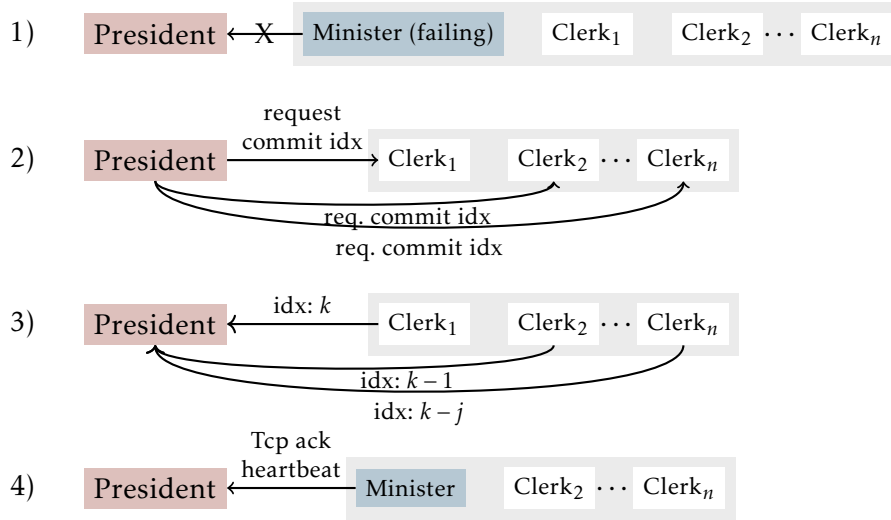 1) President X Minister (failing) Clerk₁ Clerk₂ ··· Clerkₙ
request
commit idx
2) President Clerk₁ Clerk₂ ··· Clerkₙ
req. commit idx
req. commit idx
idx: k
3) President Clerk₁ Clerk₂ ··· Clerkₙ
idx: k − 1
idx: k − j
Tcp ack
heartbeat
4) President Minister Clerk₂ ··· Clerkₙ